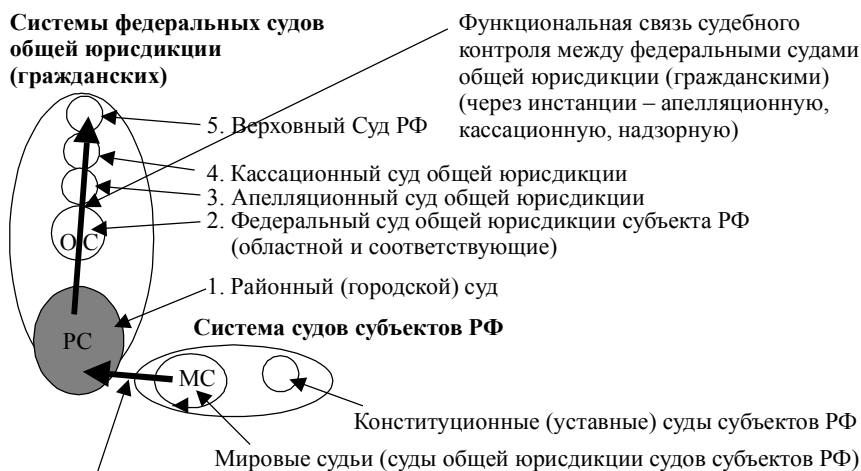 Системы федеральных судов
общей юрисдикции
(гражданских)
Функциональная связь судебного
контроля между федеральными судами
общей юрисдикции (гражданскими)
(через инстанции – апелляционную,
кассационную, надзорную)
5. Верховный Суд РФ
4. Кассационный суд общей юрисдикции
3. Апелляционный суд общей юрисдикции
2. Федеральный суд общей юрисдикции субъекта РФ
(областной и соответствующие)
ОС
1. Районный (городской) суд
Система судов субъектов РФ
РС
МС
Конституционные (уставные) суды субъектов РФ
Мировые судьи (суды общей юрисдикции судов субъектов РФ)